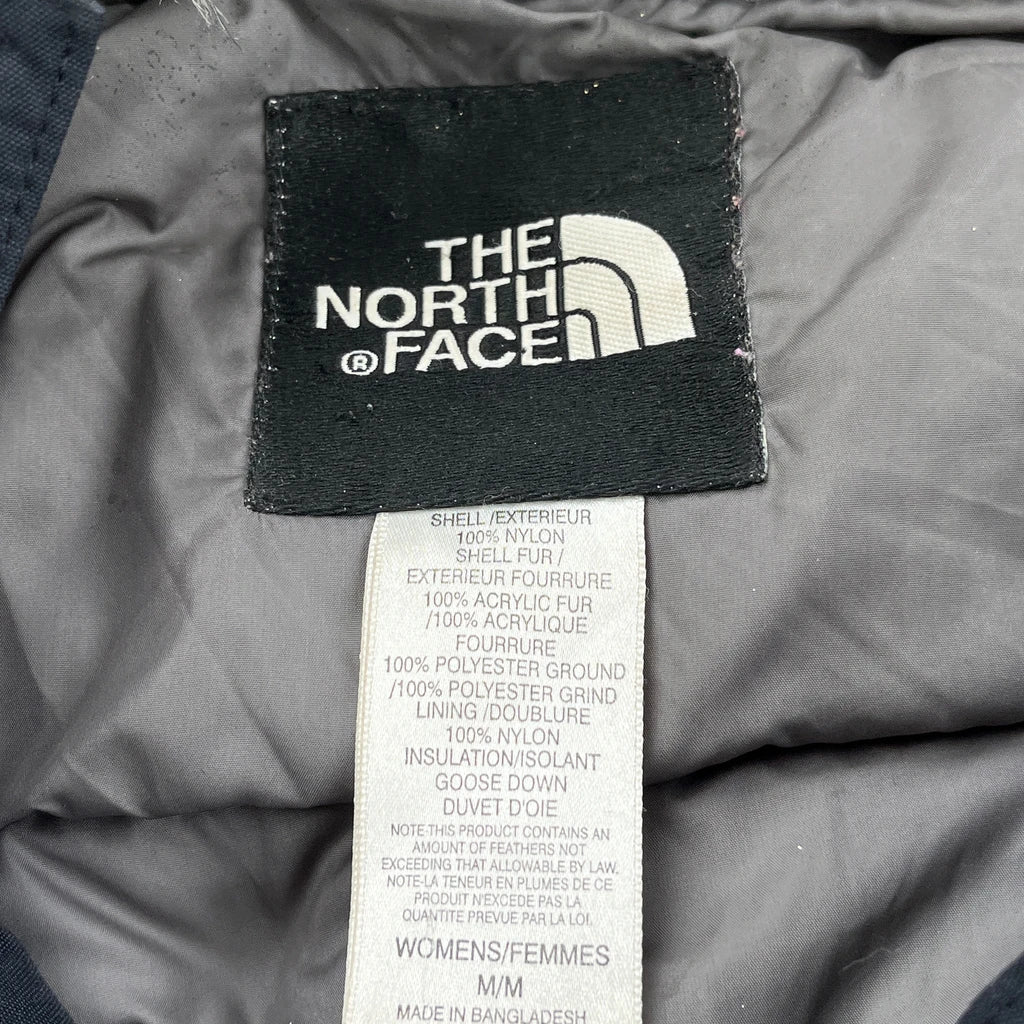 THE
NORTH
® FACE
SHELL /EXTERIEUR
100% NYLON
SHELL FUR /
EXTERIEUR FOURRURE
100% ACRYLIC FUR
/100% ACRYLIQUE
FOURRURE
100% POLYESTER GROUND
/100% POLYESTER GRIND
LINING /DOUBLURE
100% NYLON
INSULATION/ISOLANT
GOOSE DOWN
DUVET D'OIE
NOTE-THIS PRODUCT CONTAINS AN
AMOUNT OF FEATHERS NOT
EXCEEDING THAT ALLOWABLE BY LAW.
NOTE-LA TENEUR EN PLUMES DE CE
PRODUIT N'EXCEDE PAS LA
QUANTITE PREVUE PAR LA LOI.
WOMENS/FEMMES
M/M
MADE IN BANGLADESH